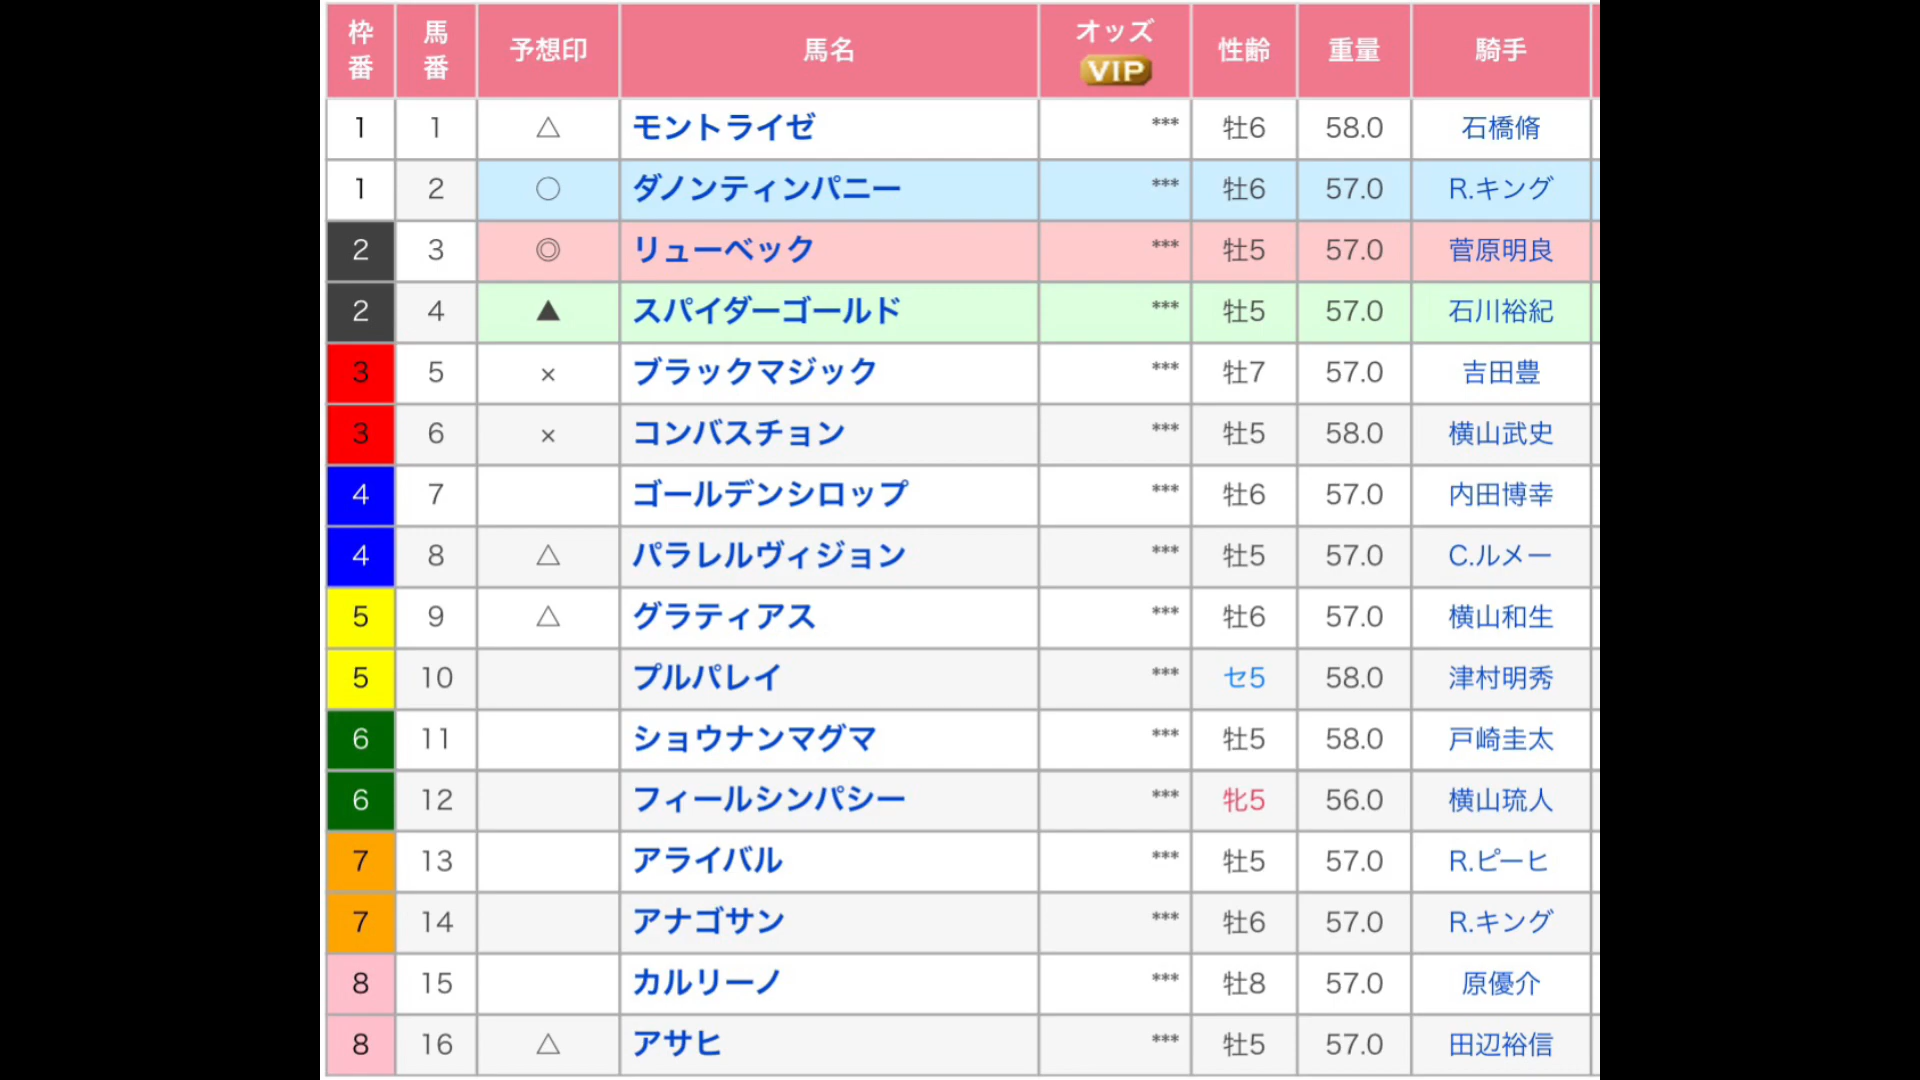 枠番 馬番 予想印 馬名 オッズ VIP 性齢 重量 騎手
1 1 △ モントライゼ *** 牡6 58.0 石橋脩
1 2 ○ ダノンティンパニー *** 牡6 57.0 R.キング
2 3 ◎ リューベック *** 牡5 57.0 菅原明良
2 4 ▲ スパイダーゴールド *** 牡5 57.0 石川裕紀
3 5 × ブラックマジック *** 牡7 57.0 吉田豊
3 6 × コンバスチョン *** 牡5 58.0 横山武史
4 7 ゴールデンシロップ *** 牡6 57.0 内田博幸
4 8 △ パラレルヴィジョン *** 牡5 57.0 C.ルメー
5 9 △ グラティアス *** 牡6 57.0 横山和生
5 10 プルパレイ *** セ5 58.0 津村明秀
6 11 ショウナンマグマ *** 牡5 58.0 戸崎圭太
6 12 フィールシンパシー *** 牝5 56.0 横山琉人
7 13 アライバル *** 牡5 57.0 R.ピーヒ
7 14 アナゴサン *** 牡6 57.0 R.キング
8 15 カルリーノ *** 牡8 57.0 原優介
8 16 △ アサヒ *** 牡5 57.0 田辺裕信